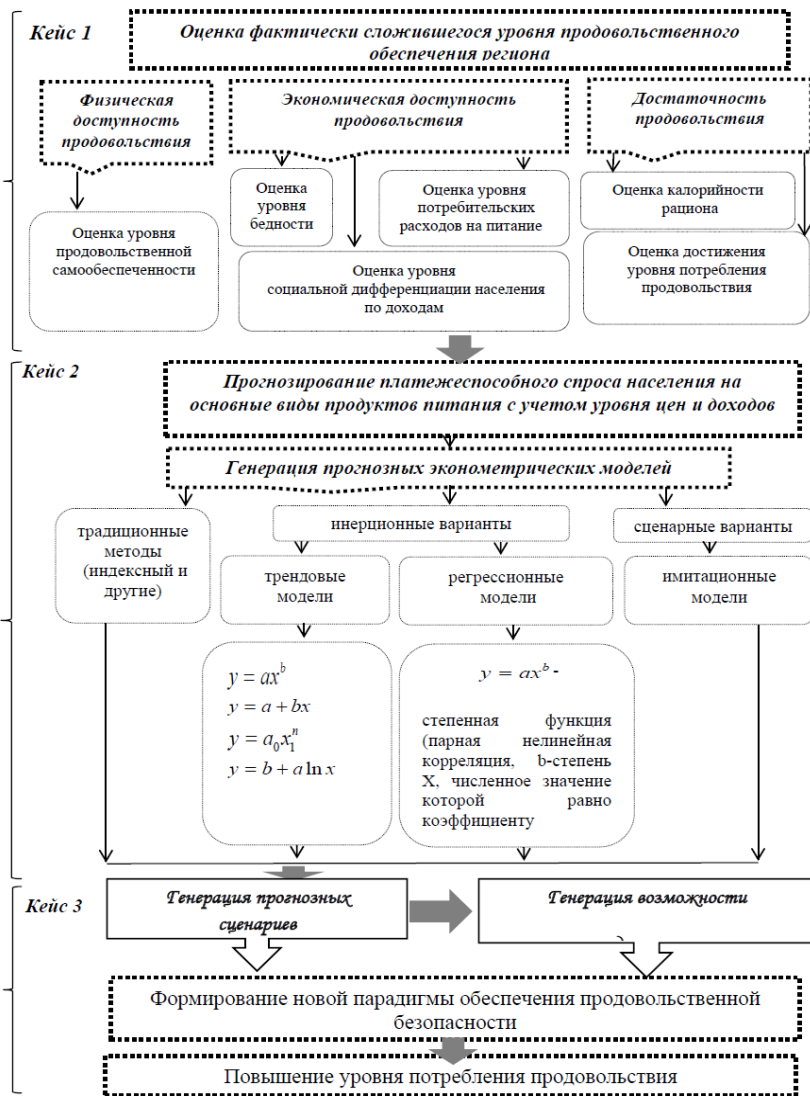 Кейс 1
Оценка фактически сложившегося уровня продовольственного
обеспечения региона
Физическая
доступность
продовольствия
Экономическая доступность
продовольствия
Достаточность
продовольствия
Оценка уровня
продовольственной
самообеспеченности
Оценка
уровня
бедности
Оценка уровня
потребительских
расходов на питание
Оценка уровня
социальной дифференциации населения
по доходам
Оценка калорийности
рациона
Оценка достижения
уровня потребления
продовольствия
Кейс 2
Прогнозирование платежеспособного спроса населения на
основные виды продуктов питания с учетом уровня цен и доходов
Генерация прогнозных эконометрических моделей
традиционные
методы
(индексный и
другие)
инерционные варианты
сценарные варианты
трендовые
модели
регрессионные
модели
имитационные
модели
y = ax^b
y = a + bx
y = a_0 x_1^n
y = b + a ln x
y = ax^b -
степенная функция
(парная нелинейная
корреляция, b-степень
X, численное значение
которой равно
коэффициенту
Кейс 3
Генерация прогнозных
сценариев
Генерация возможности
Формирование новой парадигмы обеспечения продовольственной
безопасности
Повышение уровня потребления продовольствия